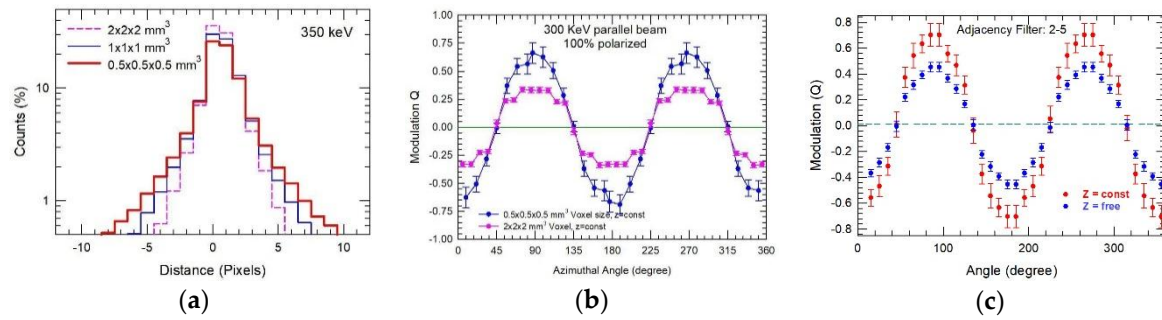 2x2x2 mm³
1x1x1 mm³
0.5x0.5x0.5 mm³
350 keV
10
1
Counts (%)
-10 -5 0 5 10
Distance (Pixels)
(a)
300 KeV parallel beam
100% polarized
1.00
0.75
0.50
0.25
0.00
-0.25
-0.50
-0.75
-1.00
Modulation Q
0.5x0.5x0.5 mm³ Voxel size, z=const
2x2x2 mm³ Voxel, z=const
0 45 90 135 180 225 270 315 360
Azimuthal Angle (degree)
(b)
Adjacency Filter: 2-5
0.8
0.6
0.4
0.2
0.0
-0.2
-0.4
-0.6
-0.8
Modulation (Q)
Z = const
Z = free
0 100 200 300
Angle (degree)
(c)